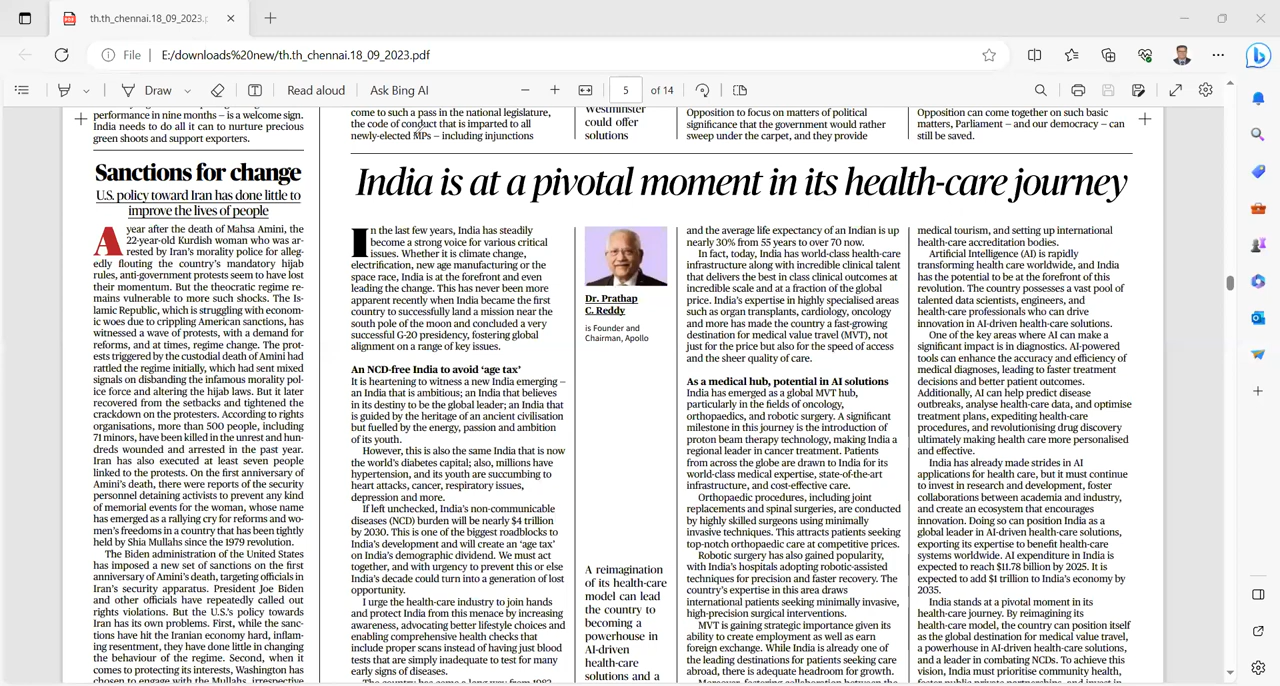 th.th_chennai.18_09_2023.p
File
E:/downloads%20new/th.th_chennai.18_09_2023.pdf
Draw
Read aloud
Ask Bing AI
5
of 14
performance in nine months – is a welcome sign.
India needs to do all it can to nurture precious
green shoots and support exporters.
Sanctions for change
U.S. policy toward Iran has done little to
improve the lives of people
A year after the death of Mahsa Amini, the
22-year-old Kurdish woman who was ar-
rested by Iran's morality police for alleg-
edly flouting the country's mandatory hijab
rules, anti-government protests seem to have lost
their momentum. But the theocratic regime re-
mains vulnerable to more such shocks. The Is-
lamic Republic, which is struggling with econom-
ic woes due to crippling American sanctions, has
witnessed a wave of protests, with a demand for
reforms, and at times, regime change. The prot-
ests triggered by the custodial death of Amini had
rattled the regime initially, which had sent mixed
signals on disbanding the infamous morality pol-
ice force and altering the hijab laws. But it later
recovered from the setbacks and tightened the
crackdown on the protesters. According to rights
organisations, more than 500 people, including
71 minors, have been killed in the unrest and hun-
dreds wounded and arrested in the past year.
Iran has also executed at least seven people
linked to the protests. On the first anniversary of
Amini's death, there were reports of the security
personnel detaining activists to prevent any kind
of memorial events for the woman, whose name
has emerged as a rallying cry for reforms and wo-
men's freedoms in a country that has been tightly
held by Shia Mullahs since the 1979 revolution.
The Biden administration of the United States
has imposed a new set of sanctions on the first
anniversary of Amini's death, targeting officials in
Iran's security apparatus. President Joe Biden
and other officials have repeatedly called out
rights violations. But the U.S.'s policy towards
Iran has its own problems. First, while the sanc-
tions have hit the Iranian economy hard, inflam-
ing resentment, they have done little in changing
the behaviour of the regime. Second, when it
comes to protecting its interests, Washington has
chosen to engage with the Mullahs, irrespective
come to such a pass in the national legislature,
the code of conduct that is imparted to all
newly-elected MPs – including injunctions
Westminster
could offer
solutions
Opposition to focus on matters of political
significance that the government would rather
sweep under the carpet, and they provide
Opposition can come together on such basic
matters, Parliament – and our democracy – can
still be saved.
India is at a pivotal moment in its health-care journey
In the last few years, India has steadily
become a strong voice for various critical
issues. Whether it is climate change,
electrification, new age manufacturing or the
space race, India is at the forefront and even
leading the change. This has never been more
apparent recently when India became the first
country to successfully land a mission near the
south pole of the moon and concluded a very
successful G-20 presidency, fostering global
alignment on a range of key issues.
An NCD-free India to avoid 'age tax'
It is heartening to witness a new India emerging –
an India that is ambitious; an India that believes
in its destiny to be the global leader; an India that
is guided by the heritage of an ancient civilisation
but fuelled by the energy, passion and ambition
of its youth.
However, this is also the same India that is now
the world's diabetes capital; also, millions have
hypertension, and its youth are succumbing to
heart attacks, cancer, respiratory issues,
depression and more.
If left unchecked, India's non-communicable
diseases (NCD) burden will be nearly $4 trillion
by 2030. This is one of the biggest roadblocks to
India's development and will create an 'age tax'
on India's demographic dividend. We must act
together, and with urgency to prevent this or else
India's decade could turn into a generation of lost
opportunity.
I urge the health-care industry to join hands
and protect India from this menace by increasing
awareness, advocating better lifestyle choices and
enabling comprehensive health checks that
include proper scans instead of having just blood
tests that are simply inadequate to test for many
early signs of diseases.
Dr. Prathap
C. Reddy
is Founder and
Chairman, Apollo
A reimagination
of its health-care
model can lead
the country to
becoming a
powerhouse in
AI-driven
health-care
solutions and a
and the average life expectancy of an Indian is up
nearly 30% from 55 years to over 70 now.
In fact, today, India has world-class health-care
infrastructure along with incredible clinical talent
that delivers the best in class clinical outcomes at
incredible scale and at a fraction of the global
price. India's expertise in highly specialised areas
such as organ transplants, cardiology, oncology
and more has made the country a fast-growing
destination for medical value travel (MVT), not
just for the price but also for the speed of access
and the sheer quality of care.
As a medical hub, potential in AI solutions
India has emerged as a global MVT hub,
particularly in the fields of oncology,
orthopaedics, and robotic surgery. A significant
milestone in this journey is the introduction of
proton beam therapy technology, making India a
regional leader in cancer treatment. Patients
from across the globe are drawn to India for its
world-class medical expertise, state-of-the-art
infrastructure, and cost-effective care.
Orthopaedic procedures, including joint
replacements and spinal surgeries, are conducted
by highly skilled surgeons using minimally
invasive techniques. This attracts patients seeking
top-notch orthopaedic care at competitive prices.
Robotic surgery has also gained popularity,
with India's hospitals adopting robotic-assisted
techniques for precision and faster recovery. The
country's expertise in this area draws
international patients seeking minimally invasive,
high-precision surgical interventions.
MVT is gaining strategic importance given its
ability to create employment as well as earn
foreign exchange. While India is already one of
the leading destinations for patients seeking care
abroad, there is adequate headroom for growth.
medical tourism, and setting up international
health-care accreditation bodies.
Artificial Intelligence (AI) is rapidly
transforming health care worldwide, and India
has the potential to be at the forefront of this
revolution. The country possesses a vast pool of
talented data scientists, engineers, and
health-care professionals who can drive
innovation in AI-driven health-care solutions.
One of the key areas where AI can make a
significant impact is in diagnostics. AI-powered
tools can enhance the accuracy and efficiency of
medical diagnoses, leading to faster treatment
decisions and better patient outcomes.
Additionally, AI can help predict disease
outbreaks, analyse health-care data, and optimise
treatment plans, expediting health-care
procedures, and revolutionising drug discovery
ultimately making health care more personalised
and effective.
India has already made strides in AI
applications for health care, but it must continue
to invest in research and development, foster
collaborations between academia and industry,
and create an ecosystem that encourages
innovation. Doing so can position India as a
global leader in AI-driven health-care solutions,
exporting its expertise to benefit health-care
systems worldwide. AI expenditure in India is
expected to reach $11.78 billion by 2025. It is
expected to add $1 trillion to India's economy by
2035.
India stands at a pivotal moment in its
health-care journey. By reimagining its
health-care model, the country can position itself
as the global destination for medical value travel,
a powerhouse in AI-driven health-care solutions,
and a leader in combating NCDs. To achieve this
vision, India must prioritise community health,